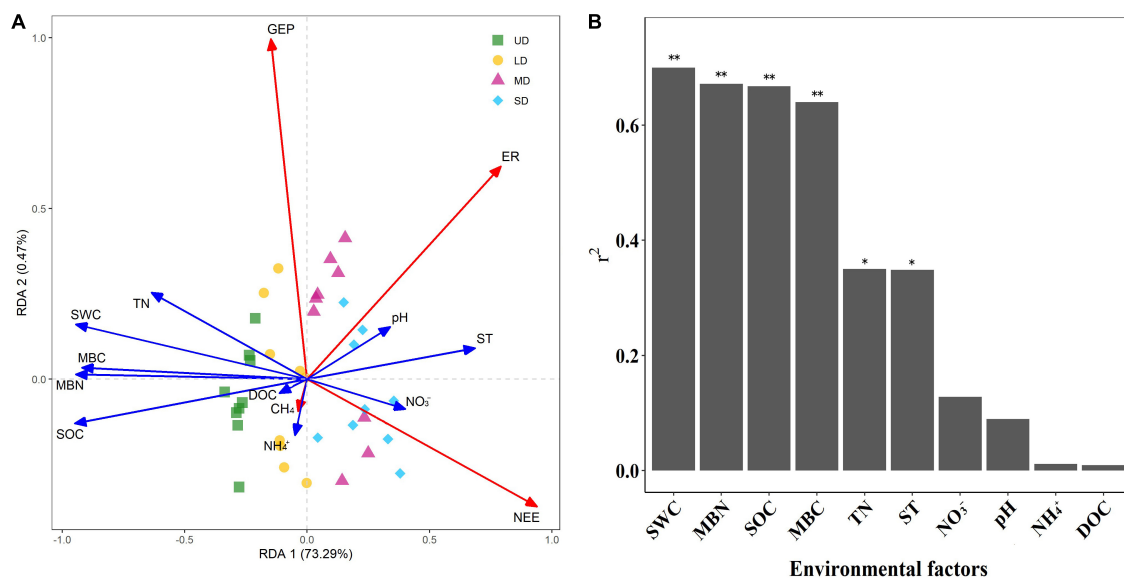 A
GEP
1.0
UD
LD
MD
SD
ER
0.5
TN
SWC
pH
ST
MBC
0.0
MBN
DOC
CH₄
NO₃⁻
SOC
NH₄⁺
NEE
-1.0 -0.5 0.0 0.5 1.0
RDA 1 (73.29%)
RDA 2 (0.47%)
B
** ** ** ** * *
0.6
0.4
0.2
0.0
r²
SWC MBN SOC MBC TN ST NO₃⁻ pH NH₄⁺ DOC
Environmental factors